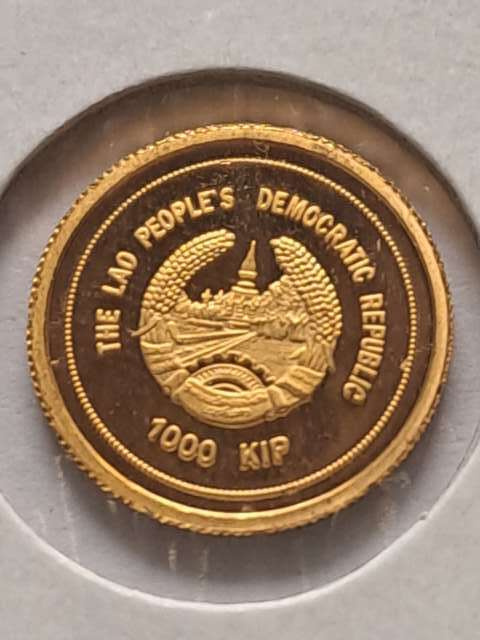 THE LAO PEOPLE'S DEMOCRATIC REPUBLIC
1000 KIP